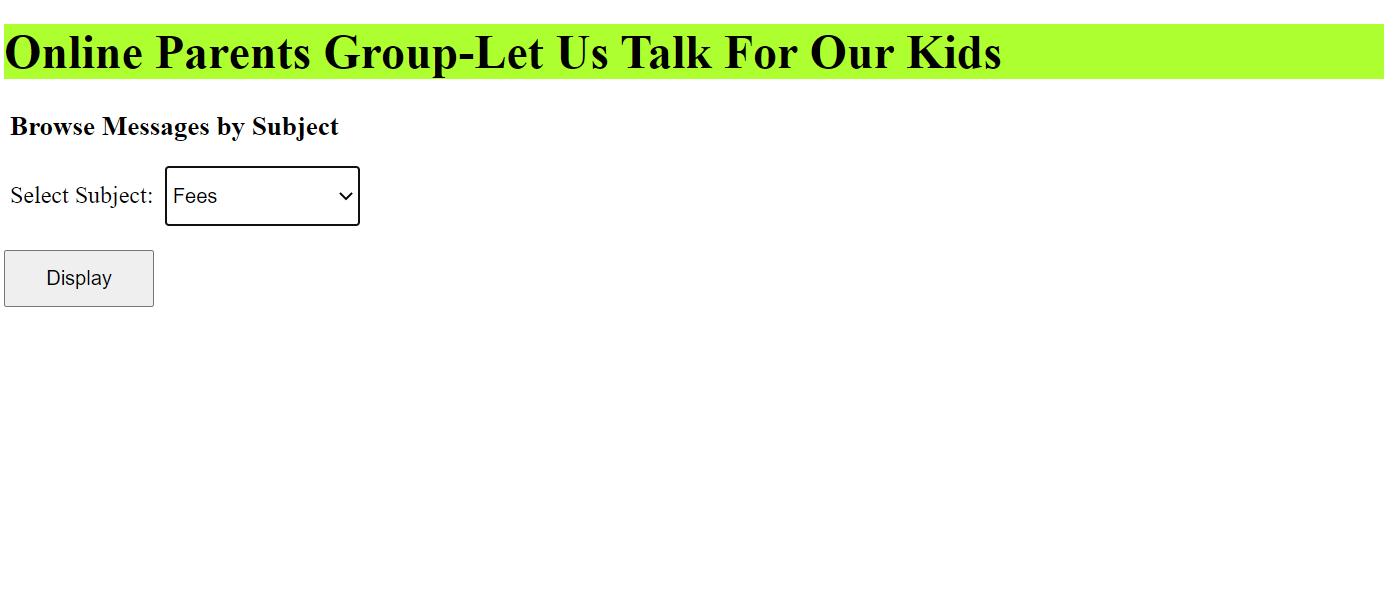 Online Parents Group-Let Us Talk For Our Kids
Browse Messages by Subject
Select Subject: Fees
Display